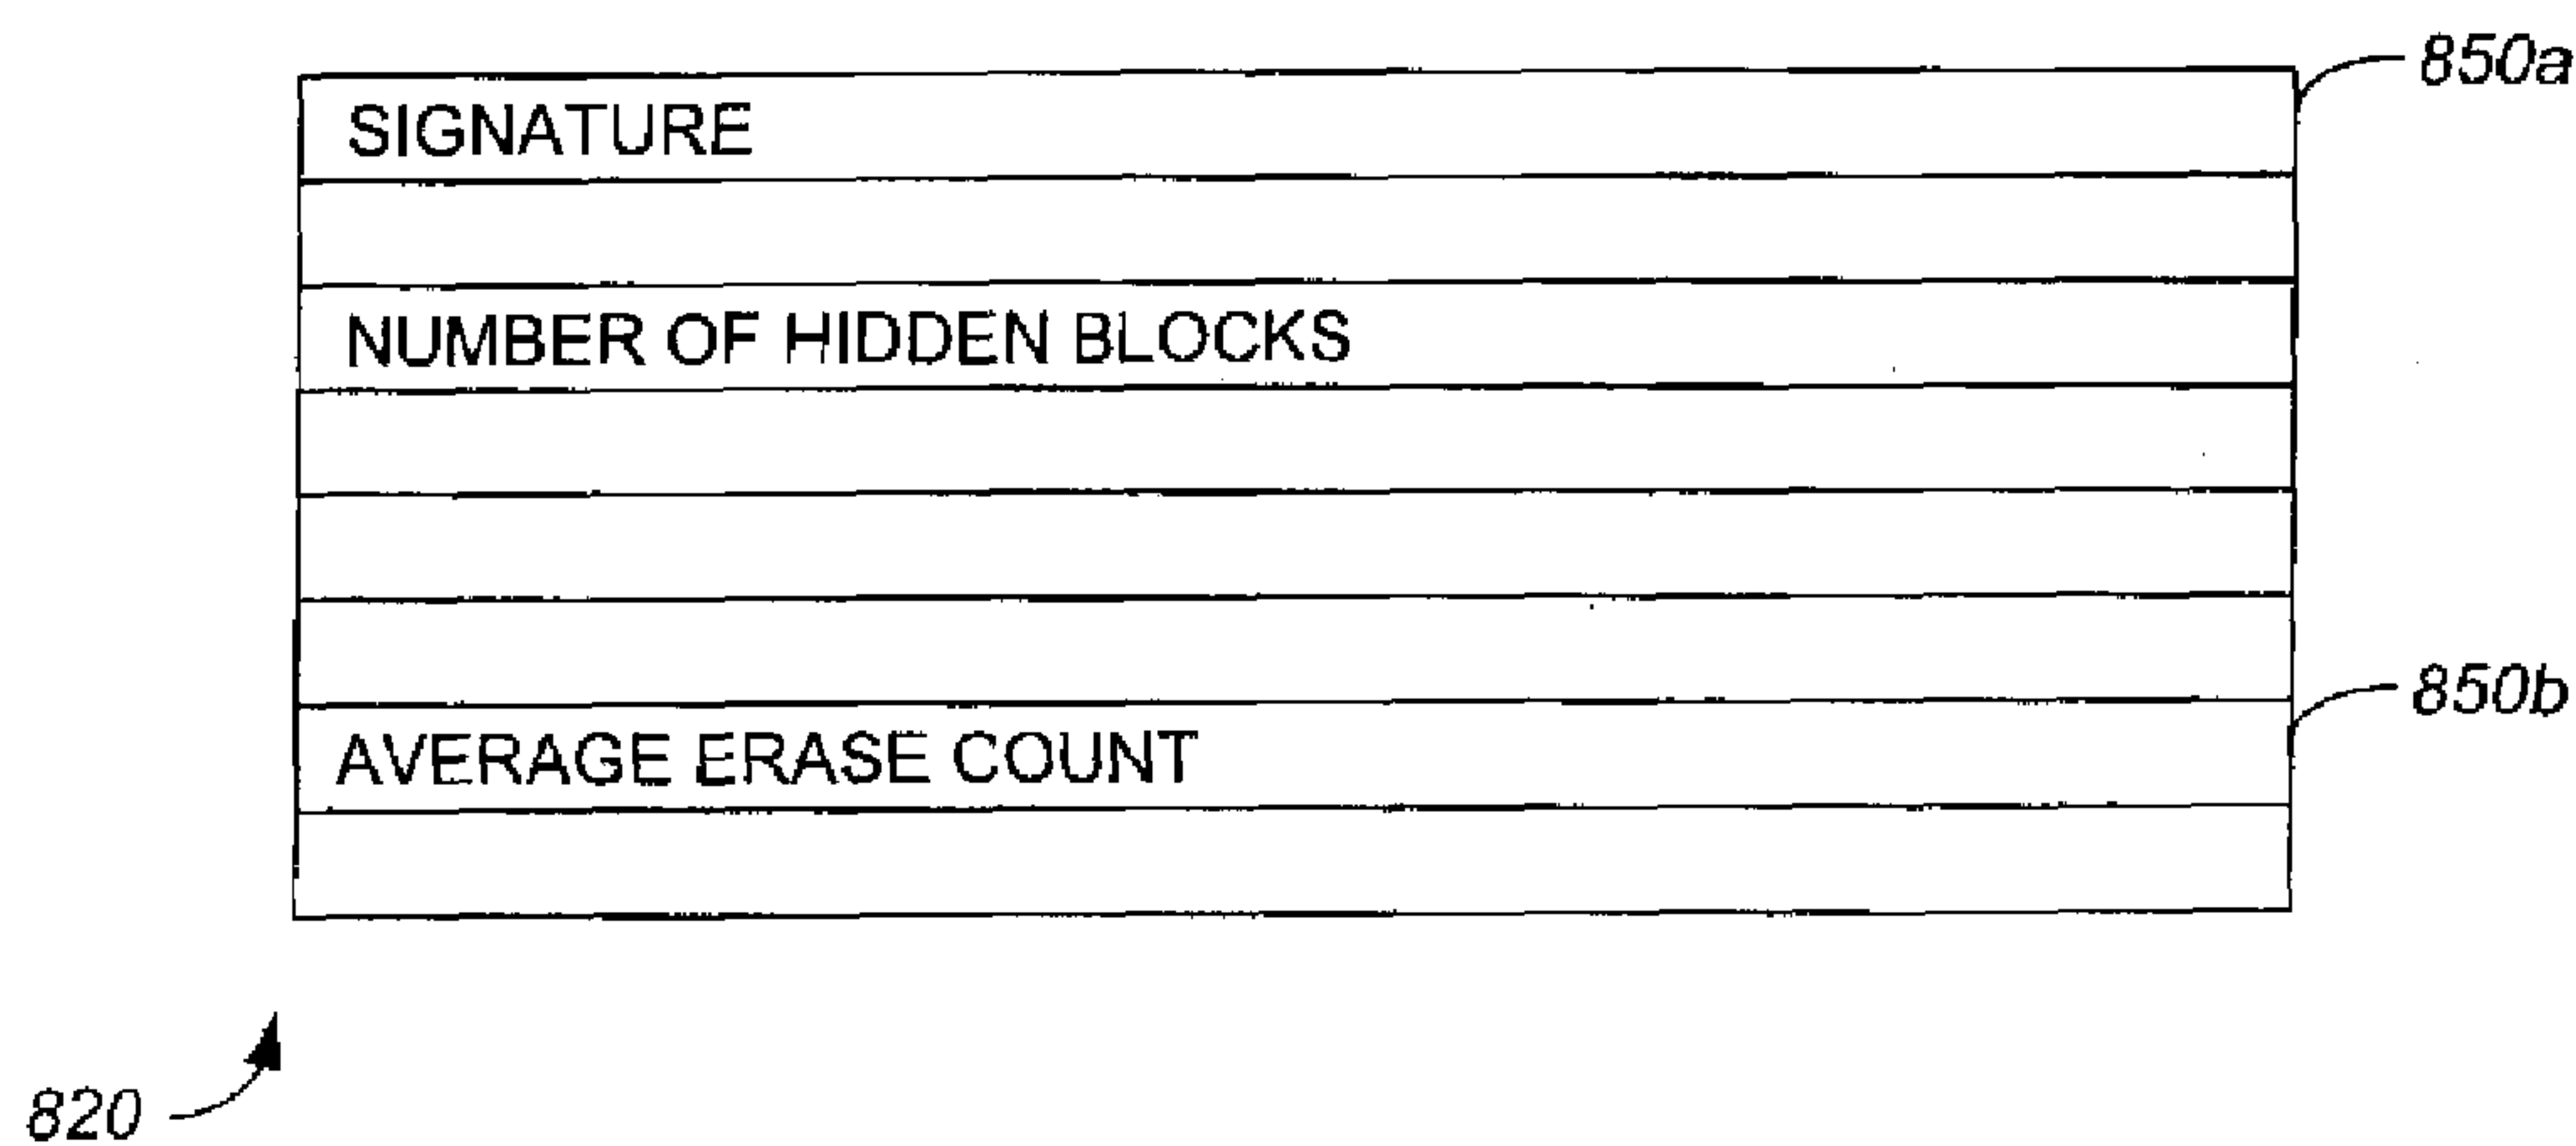 850a
SIGNATURE
NUMBER OF HIDDEN BLOCKS
850b
AVERAGE ERASE COUNT
820